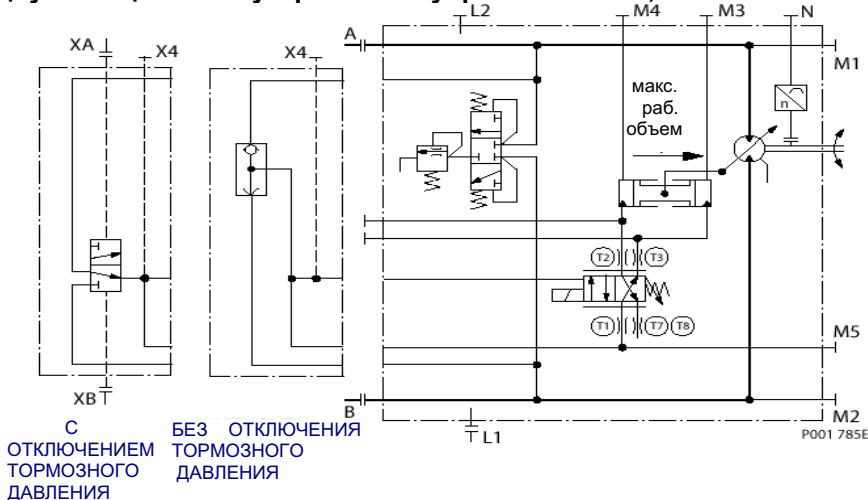 L2
M4
M3
N
XA
X4
X4
A
M1
макс.
раб.
объем
n
T2
T3
T1
T7
T8
M5
XB
B
M2
L1
P001 785E
С
ОТКЛЮЧЕНИЕМ
ТОРМОЗНОГО
ДАВЛЕНИЯ
БЕЗ ОТКЛЮЧЕНИЯ
ТОРМОЗНОГО
ДАВЛЕНИЯ